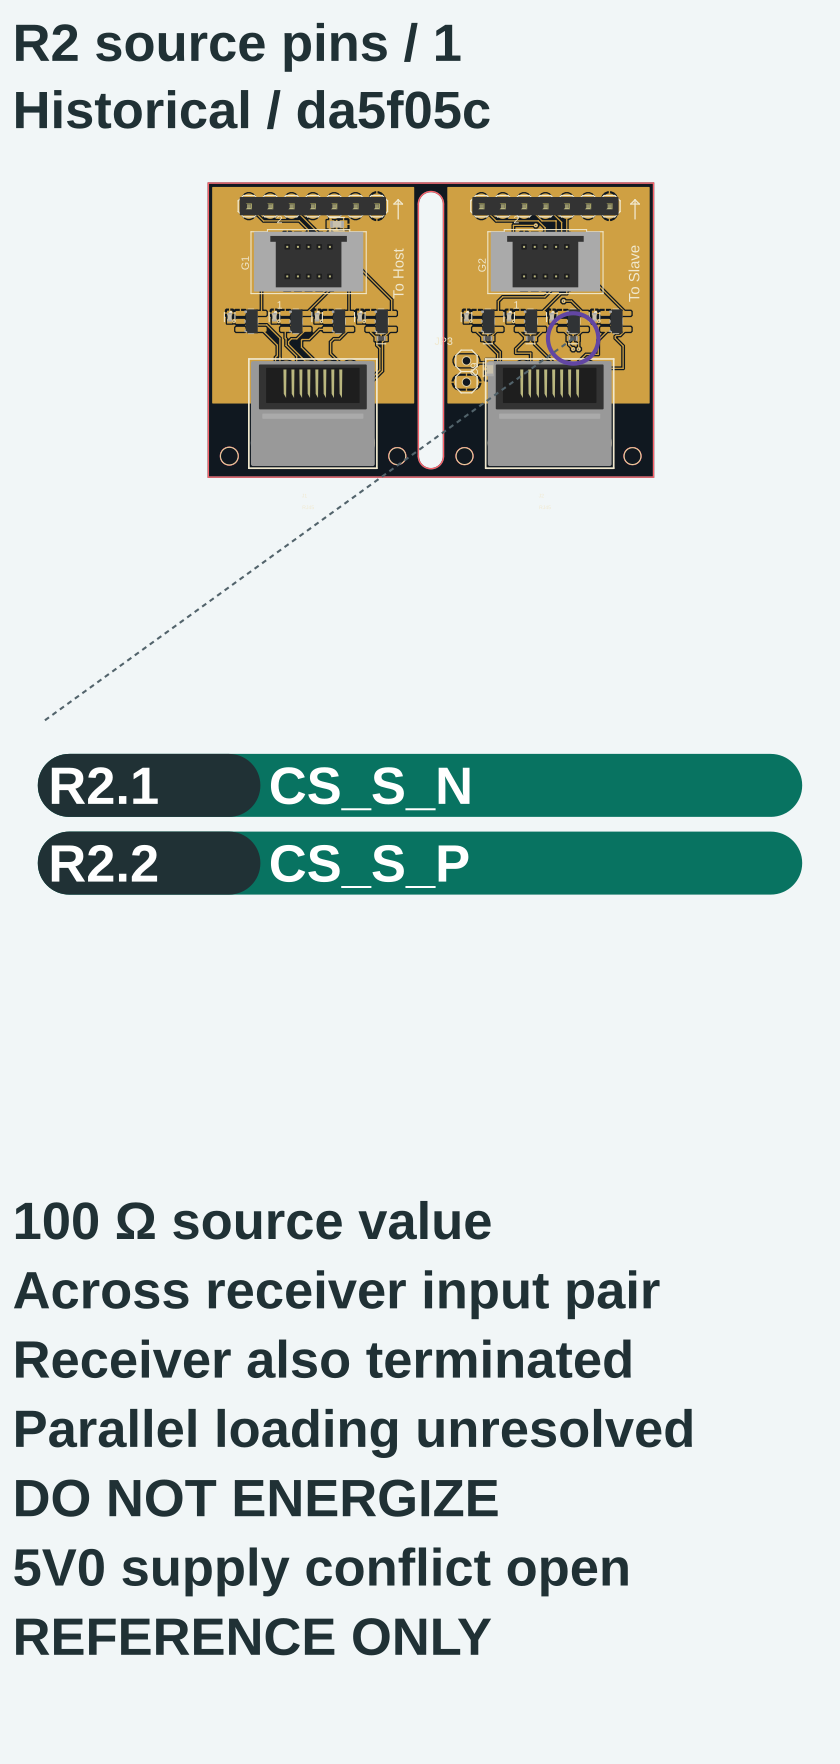 R2 source pins / 1
Historical / da5f05c
G1
To Host
1
G2
To Slave
1
R2.1 CS_S_N
R2.2 CS_S_P
100 Ω source value
Across receiver input pair
Receiver also terminated
Parallel loading unresolved
DO NOT ENERGIZE
5V0 supply conflict open
REFERENCE ONLY